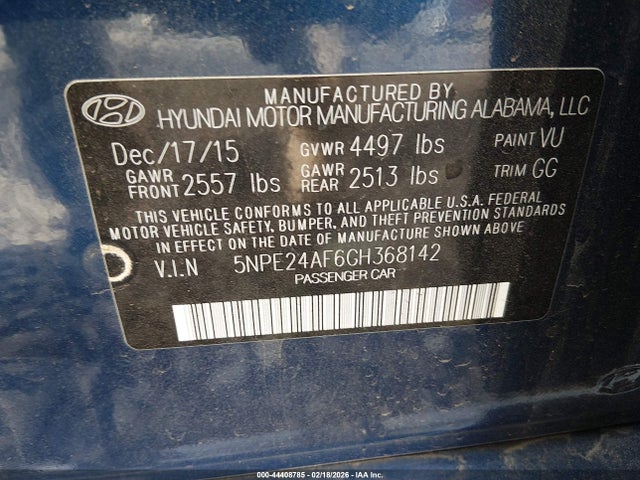 MANUFACTURED BY
HYUNDAI MOTOR MANUFACTURING ALABAMA, LLC
Dec/17/15 GVWR 4497 lbs PAINT VU
GAWR FRONT 2557 lbs GAWR REAR 2513 lbs TRIM GG
THIS VEHICLE CONFORMS TO ALL APPLICABLE U.S.A. FEDERAL
MOTOR VEHICLE SAFETY, BUMPER, AND THEFT PREVENTION STANDARDS
IN EFFECT ON THE DATE OF MANUFACTURE SHOWN ABOVE.
V.I.N 5NPE24AF6GH368142
PASSENGER CAR
000-44408785 - 02/18/2026 - IAA Inc.